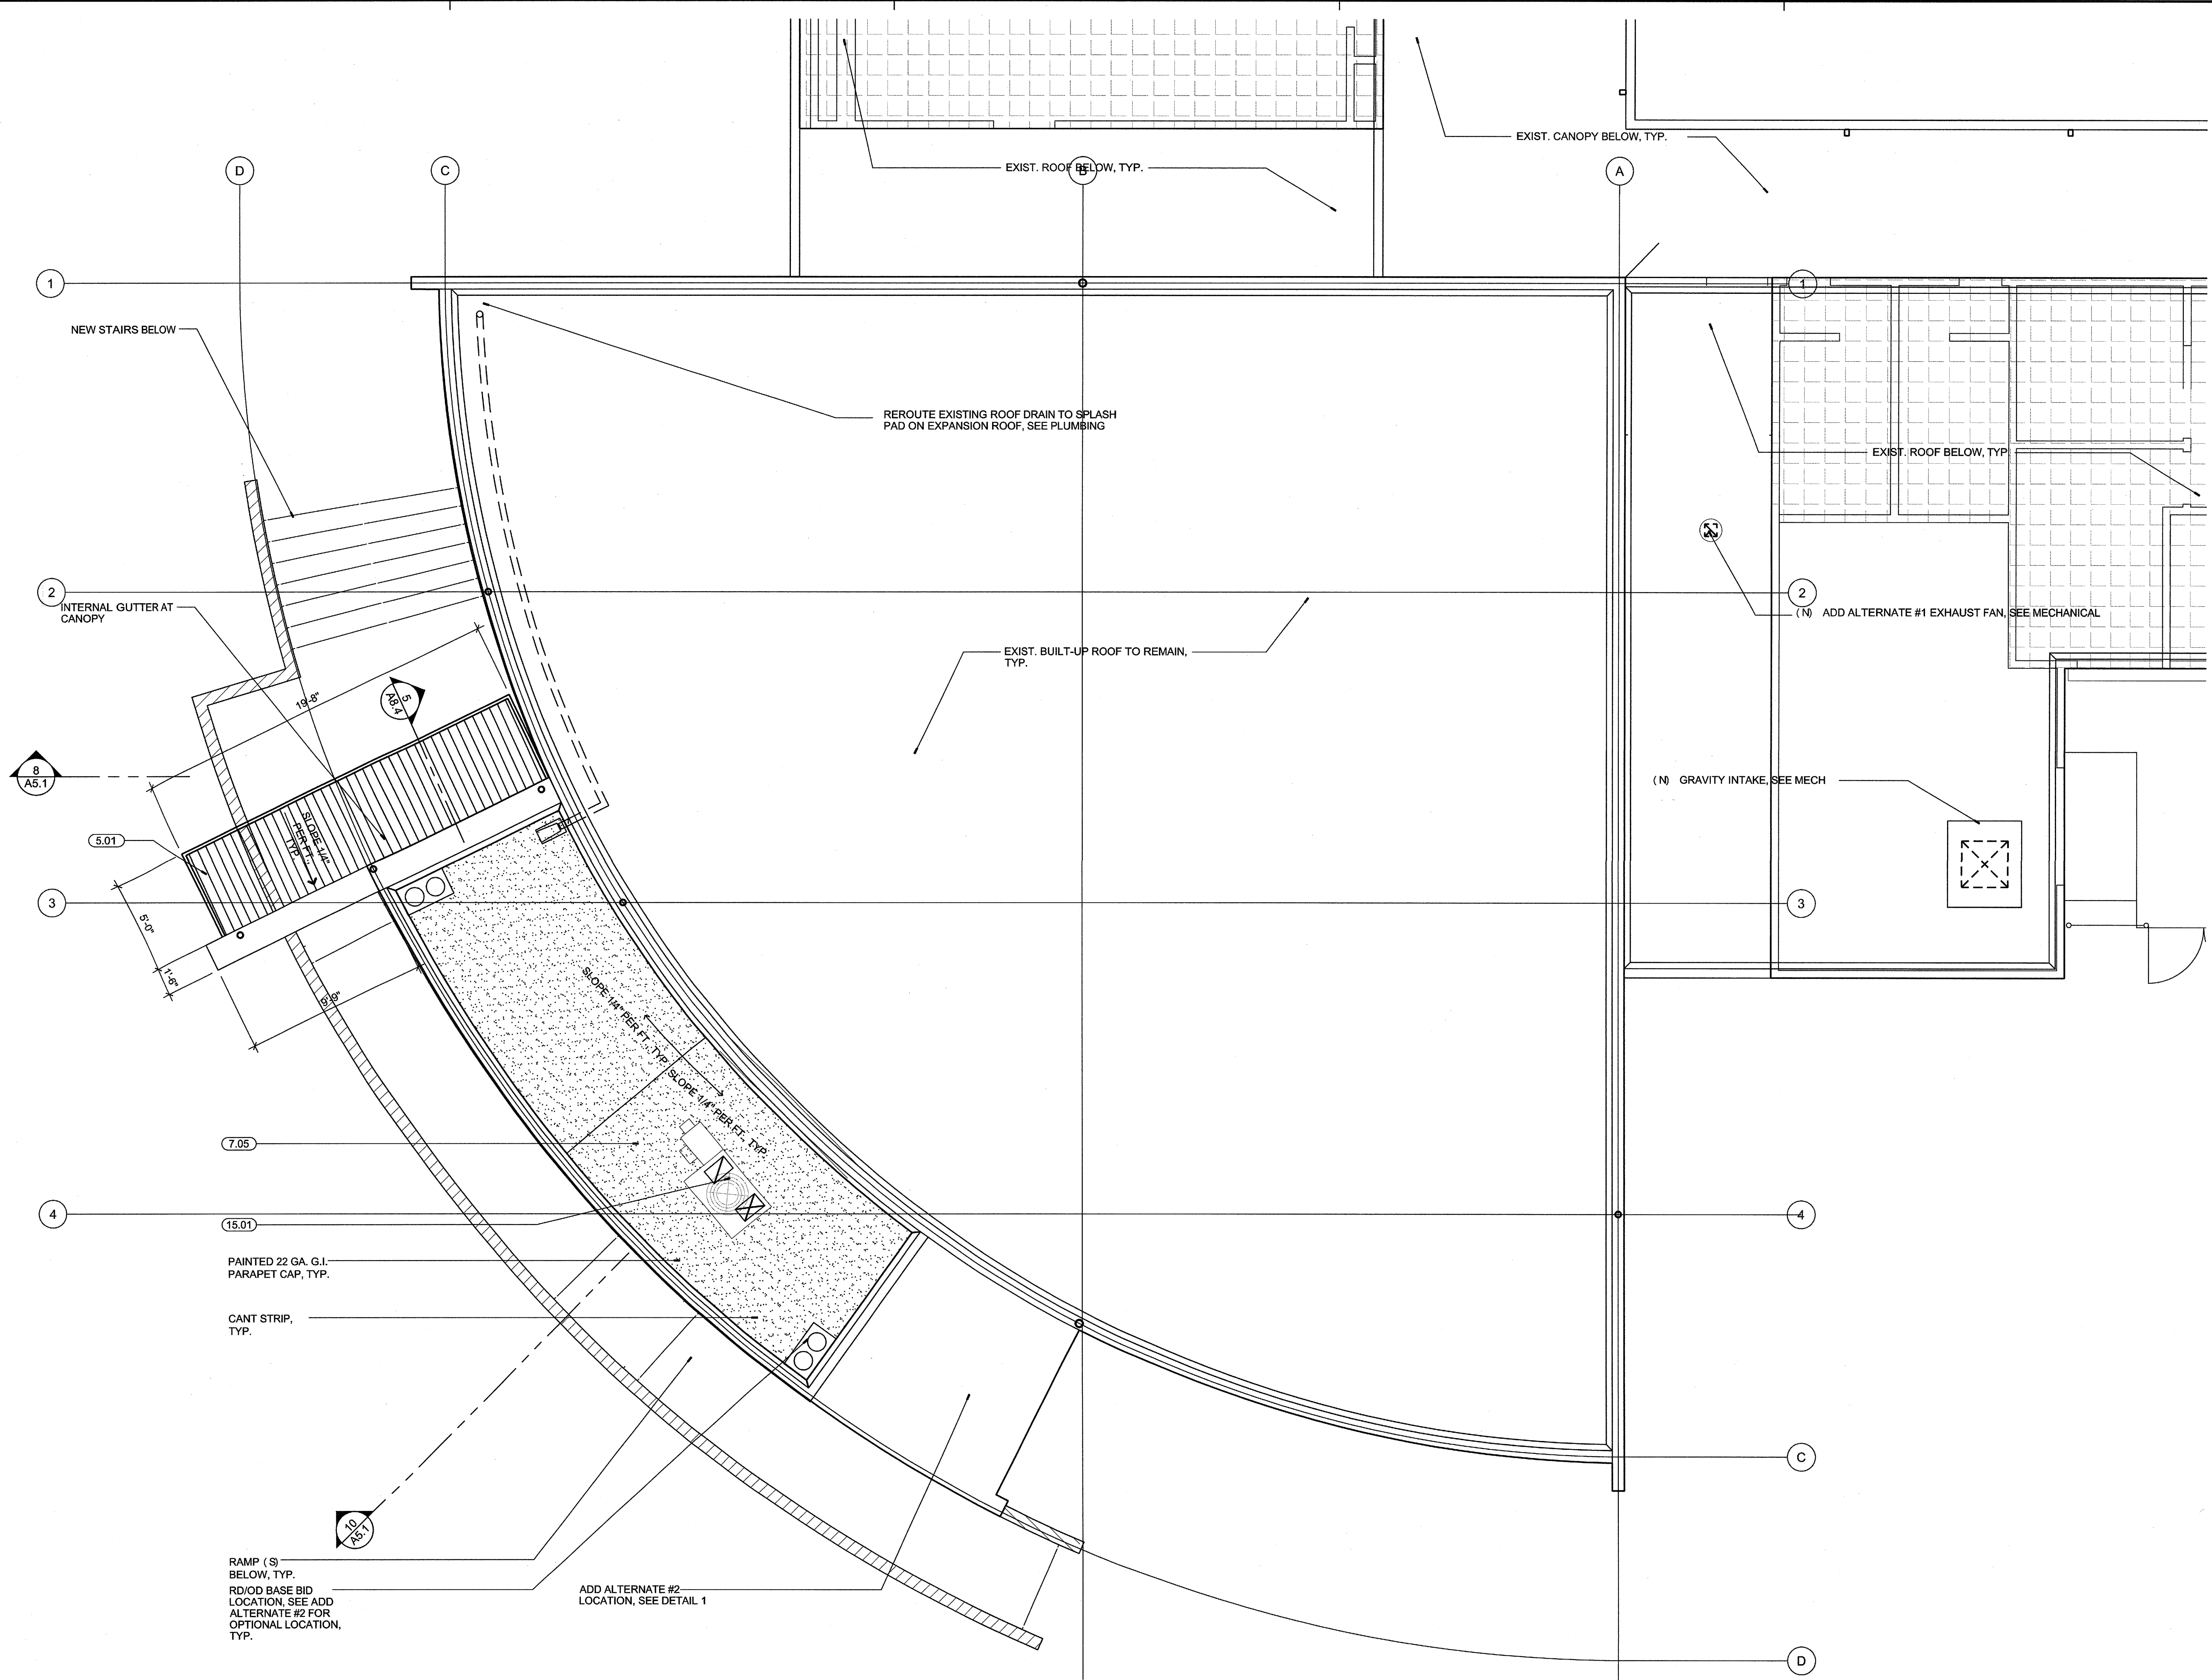 EXIST. CANOPY BELOW, TYP.
EXIST. ROOF BELOW, TYP.
D
C
B
A
1
1
NEW STAIRS BELOW
REROUTE EXISTING ROOF DRAIN TO SPLASH
PAD ON EXPANSION ROOF, SEE PLUMBING
EXIST. ROOF BELOW, TYP
2
2
INTERNAL GUTTER AT
CANOPY
(N) ADD ALTERNATE #1 EXHAUST FAN, SEE MECHANICAL
EXIST. BUILT-UP ROOF TO REMAIN,
TYP.
19'-8"
5
A8.4
8
A5.1
(N) GRAVITY INTAKE, SEE MECH
5.01
SLOPE 1/4"
PER FT.,
TYP
3
3
5'-0"
1'-6"
9'-9"
SLOPE 1/4" PER FT., TYP
SLOPE 1/4" PER FT., TYP
7.05
15.01
4
4
PAINTED 22 GA. G.I.
PARAPET CAP, TYP.
CANT STRIP,
TYP.
C
10
A5.1
RAMP (S)
BELOW, TYP.
RD/OD BASE BID
LOCATION, SEE ADD
ALTERNATE #2 FOR
OPTIONAL LOCATION,
TYP.
ADD ALTERNATE #2
LOCATION, SEE DETAIL 1
D